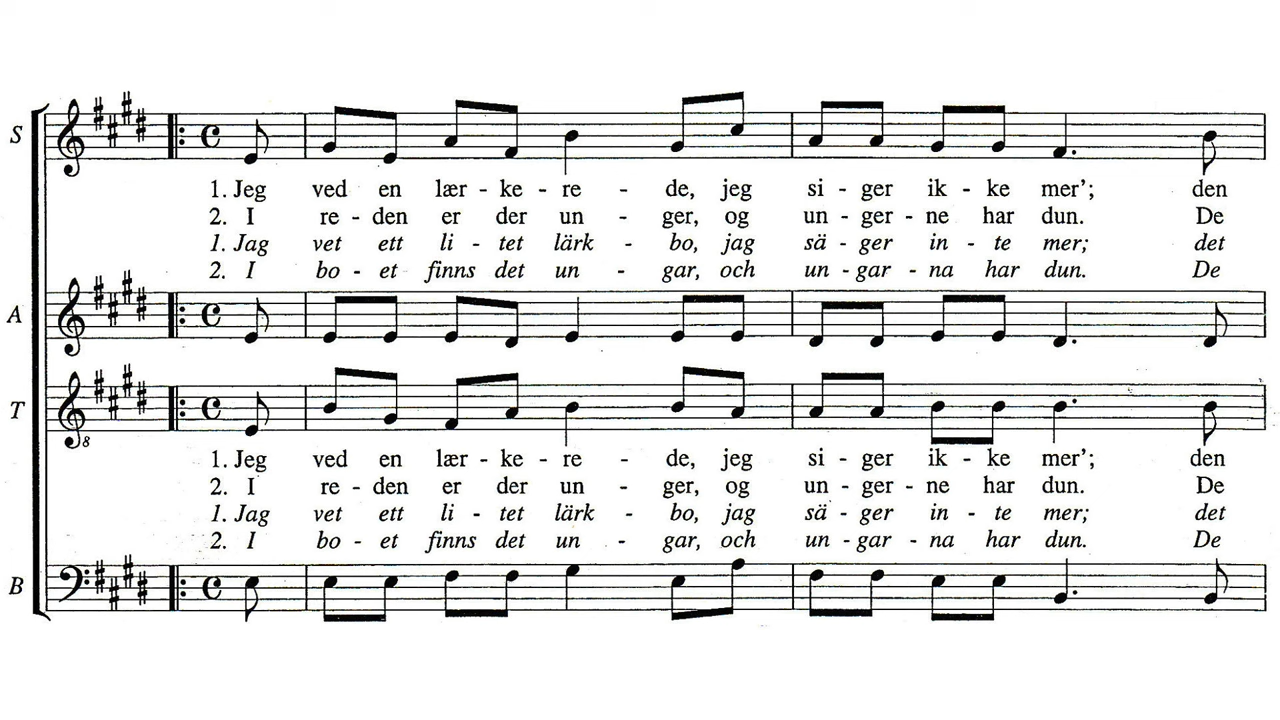 S
1. Jeg ved en lær - ke - re - de, jeg si - ger ik - ke mer'; den
2. I re - den er der un - ger, og un - ger - ne har dun. De
1. Jag vet ett li - tet lärk - bo, jag sä - ger in - te mer; det
2. I bo - et finns det un - gar, och un - gar - na har dun. De
A
T
8
1. Jeg ved en lær - ke - re - de, jeg si - ger ik - ke mer'; den
2. I re - den er der un - ger, og un - ger - ne har dun. De
1. Jag vet ett li - tet lärk - bo, jag sä - ger in - te mer; det
2. I bo - et finns det un - gar, och un - gar - na har dun. De
B